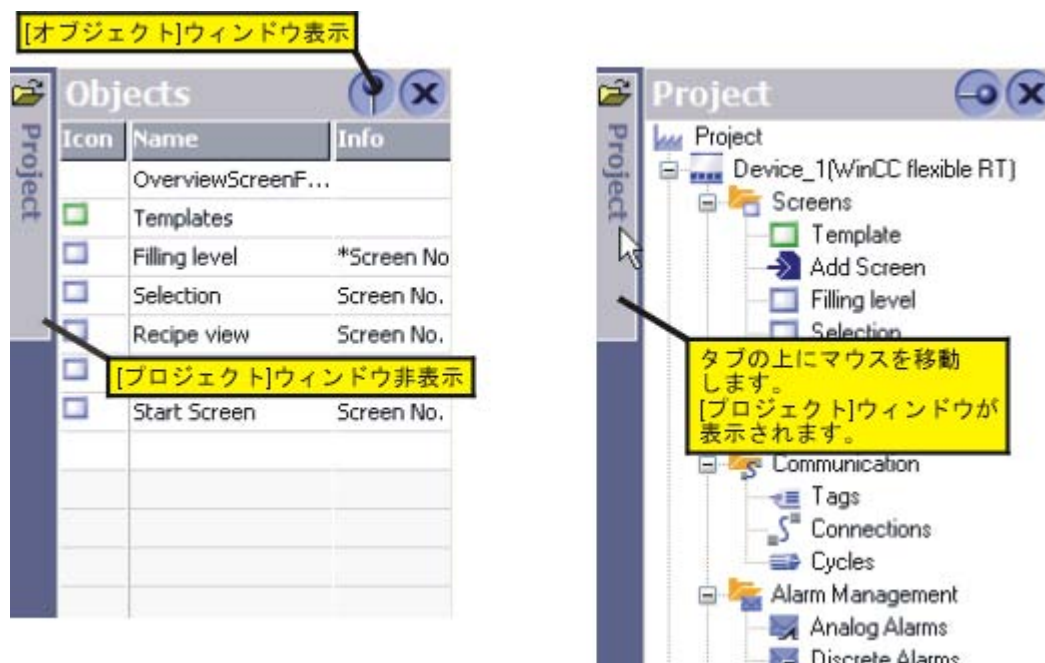 [オブジェクト]ウィンドウ表示
Project
Objects
Icon Name Info
OverviewScreenF...
Templates
Filling level *Screen No
Selection Screen No.
Recipe view Screen No.
[プロジェクト]ウィンドウ非表示
Start Screen Screen No.
Project
Project
Project
Device_1(WinCC flexible RT)
Screens
Template
Add Screen
Filling level
Selection
タブの上にマウスを移動
します。
[プロジェクト]ウィンドウが
表示されます。
Communication
Tags
Connections
Cycles
Alarm Management
Analog Alarms
Discrete Alarms